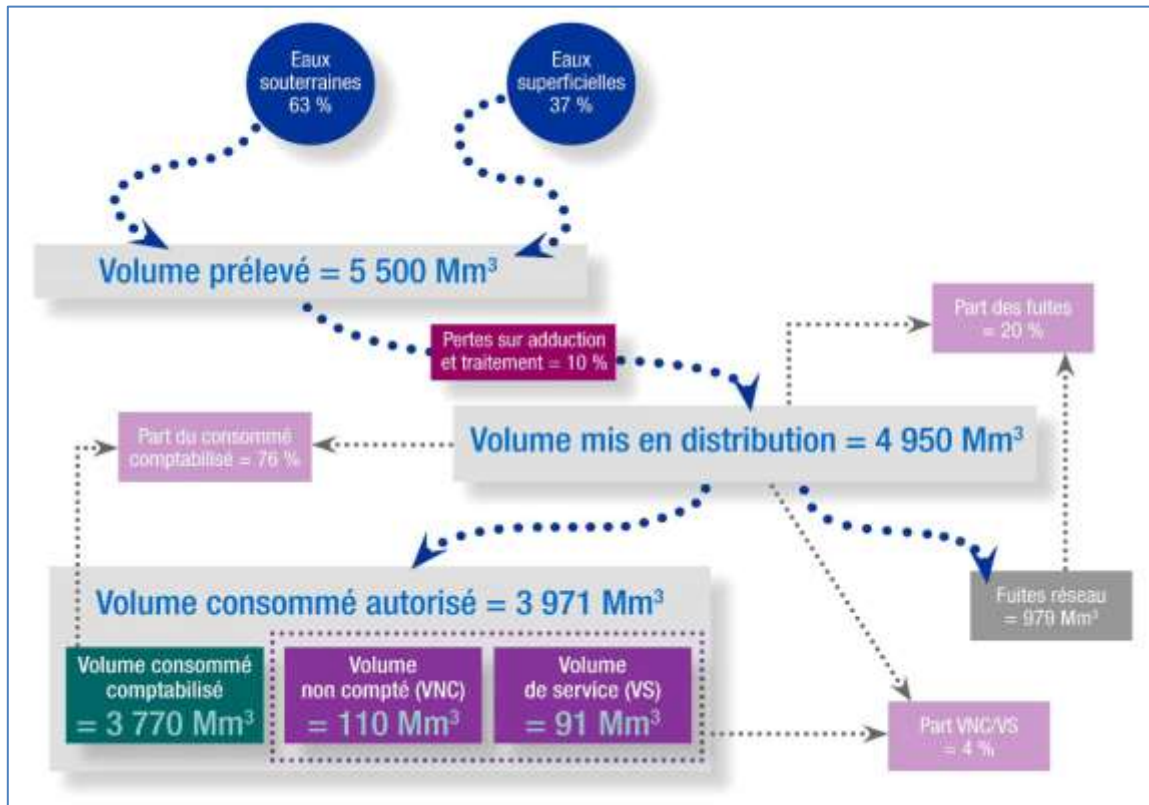 Eaux
souterraines
63 %
Eaux
superficielles
37 %
Volume prélevé = 5 500 Mm³
Pertes sur adduction
et traitement = 10 %
Part des fuites
= 20 %
Volume mis en distribution = 4 950 Mm³
Part du consommé
comptabilisé = 76 %
Volume consommé autorisé = 3 971 Mm³
Fuites réseau
= 979 Mm³
Volume consommé
comptabilisé
= 3 770 Mm³
Volume
non compté (VNC)
= 110 Mm³
Volume
de service (VS)
= 91 Mm³
Part VNC/VS
= 4 %